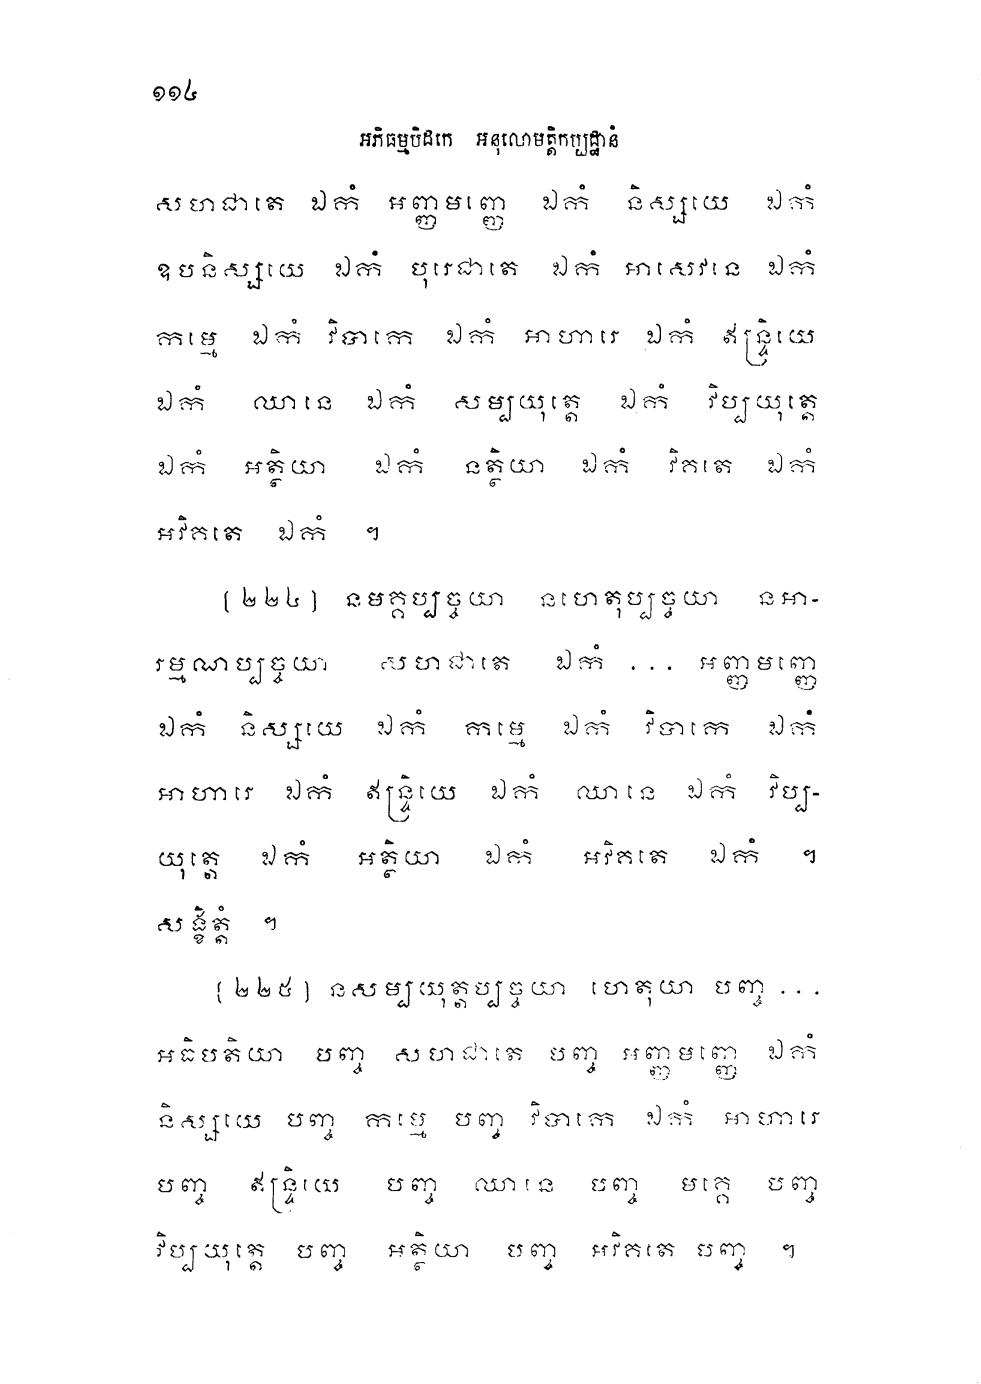 ១១៤
អភិធម្មបិដកេ អនុលោមត្តិកប្បដ្ឋានំ
សហជាតេ ឯកំ អញ្ញមញ្ញេ ឯកំ និស្សយេ ឯកំ
ឧបនិស្សយេ ឯកំ បុរេជាតេ ឯកំ អាសេវនេ ឯកំ
កម្មេ ឯកំ វិបាកេ ឯកំ អាហារេ ឯកំ ឥន្ទ្រិយេ
ឯកំ ឈានេ ឯកំ សម្បយុត្តេ ឯកំ វិប្បយុត្តេ
ឯកំ អត្ថិយា ឯកំ នត្ថិយា ឯកំ វិគតេ ឯកំ
អវិគតេ ឯកំ ។
(២២៤) នមគ្គប្បច្ចយា នហេតុប្បច្ចយា នអា-
រម្មណប្បច្ចយា សហជាតេ ឯកំ ... អញ្ញមញ្ញេ
ឯកំ និស្សយេ ឯកំ កម្មេ ឯកំ វិបាកេ ឯកំ
អាហារេ ឯកំ ឥន្ទ្រិយេ ឯកំ ឈានេ ឯកំ វិប្ប-
យុត្តេ ឯកំ អត្ថិយា ឯកំ អវិគតេ ឯកំ ។
សង្ខិត្តំ ។
(២២៥) នសម្បយុត្តប្បច្ចយា ហេតុយា បញ្ច ...
អធិបតិយា បញ្ច សហជាតេ បញ្ច អញ្ញមញ្ញេ ឯកំ
និស្សយេ បញ្ច កម្មេ បញ្ច វិបាកេ ឯកំ អាហារេ
បញ្ច ឥន្ទ្រិយេ បញ្ច ឈានេ បញ្ច មគ្គេ បញ្ច
វិប្បយុត្តេ បញ្ច អត្ថិយា បញ្ច អវិគតេ បញ្ច ។